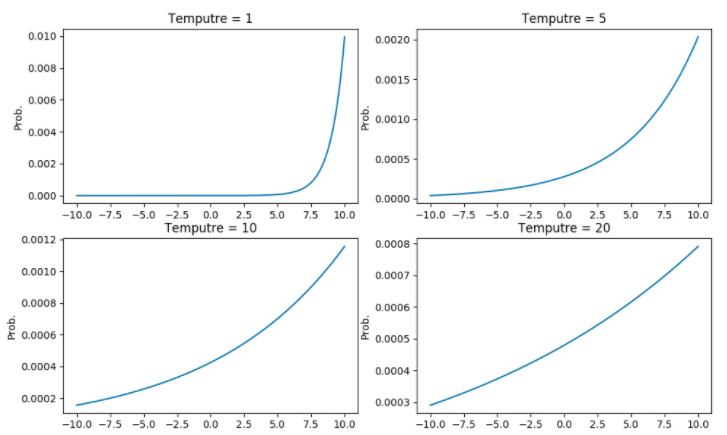 Temputre = 1
Temputre = 5
0.010
0.008
0.006
0.004
0.002
0.000
Prob.
−10.0 −7.5 −5.0 −2.5 0.0 2.5 5.0 7.5 10.0
0.0020
0.0015
0.0010
0.0005
0.0000
Prob.
−10.0 −7.5 −5.0 −2.5 0.0 2.5 5.0 7.5 10.0
Temputre = 10
Temputre = 20
0.0012
0.0010
0.0008
0.0006
0.0004
0.0002
Prob.
−10.0 −7.5 −5.0 −2.5 0.0 2.5 5.0 7.5 10.0
0.0008
0.0007
0.0006
0.0005
0.0004
0.0003
Prob.
−10.0 −7.5 −5.0 −2.5 0.0 2.5 5.0 7.5 10.0